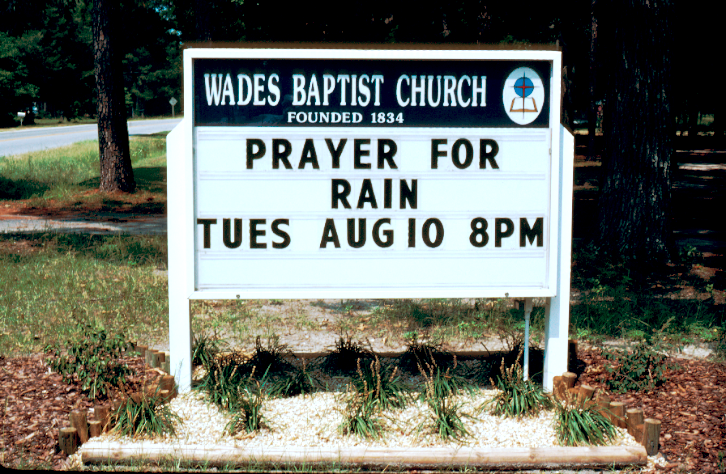 WADES BAPTIST CHURCH
FOUNDED 1834
PRAYER FOR
RAIN
TUES AUG 10 8PM